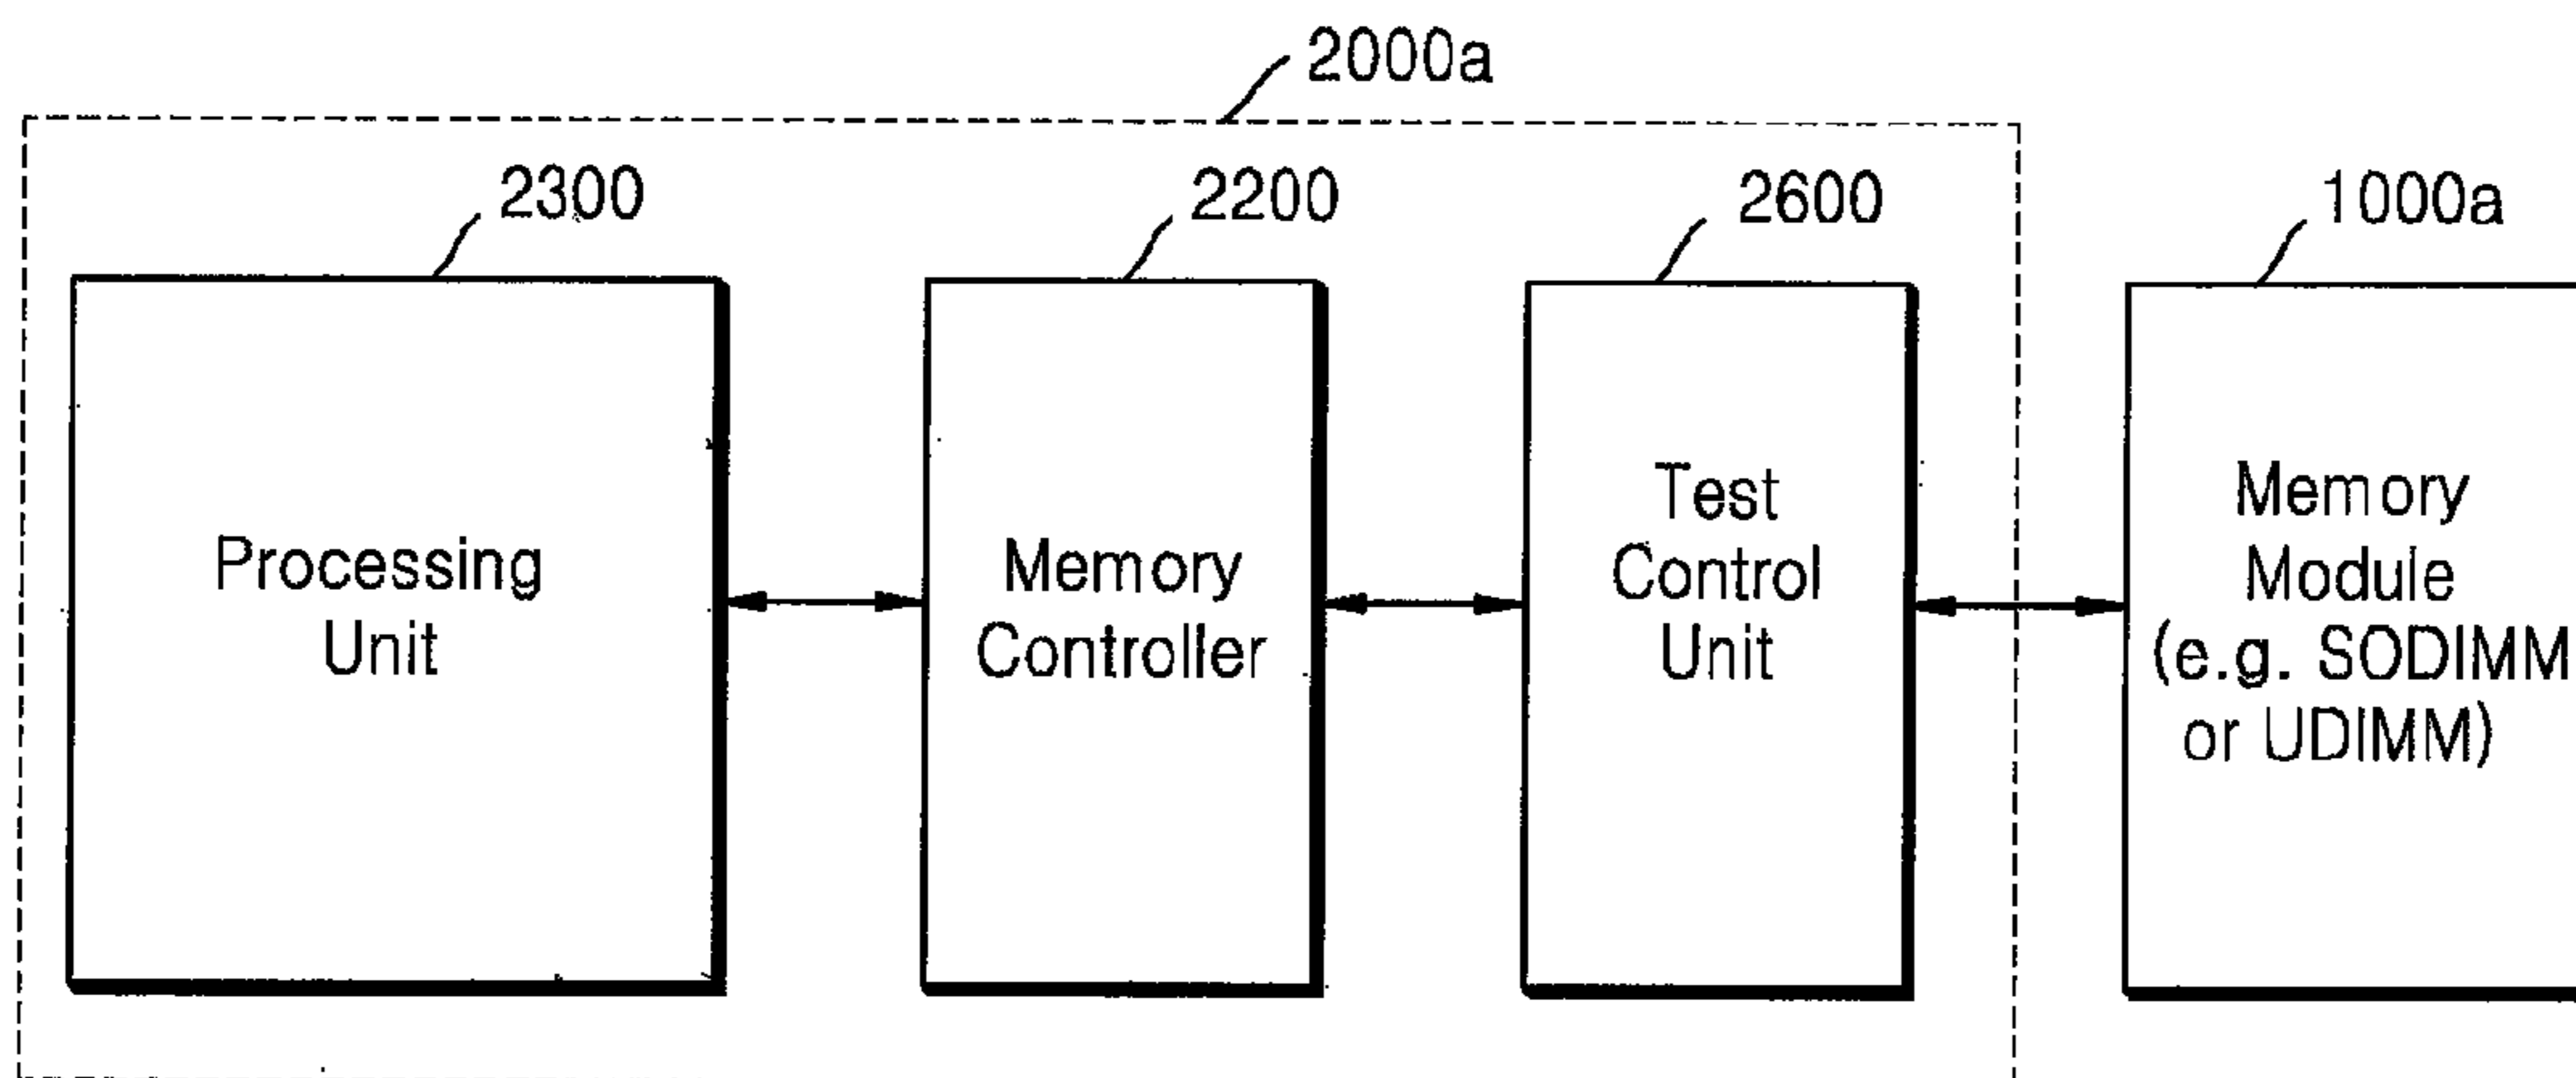 2000a
2300
2200
2600
1000a
Processing
Unit
Memory
Controller
Test
Control
Unit
Memory
Module
(e.g. SODIMM
or UDIMM)